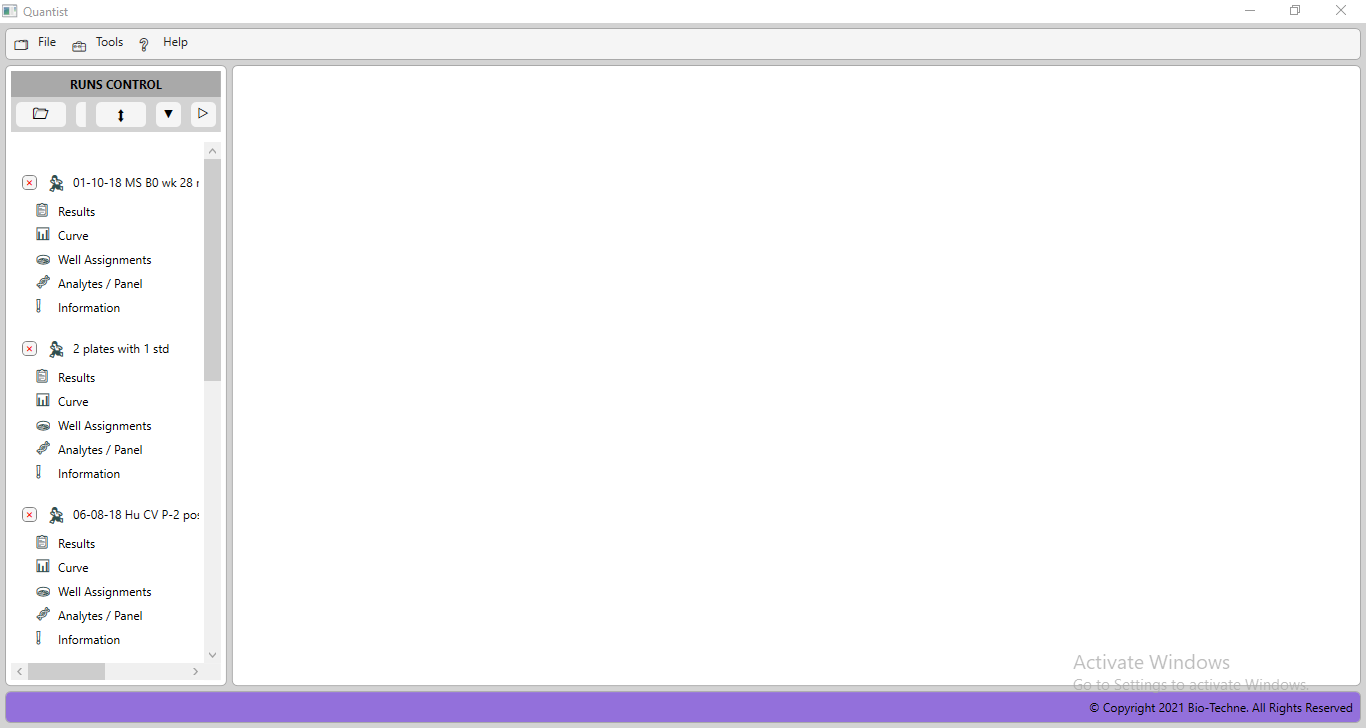 Quantist
File Tools Help
RUNS CONTROL
01-10-18 MS B0 wk 28
Results
Curve
Well Assignments
Analytes / Panel
Information
2 plates with 1 std
Results
Curve
Well Assignments
Analytes / Panel
Information
06-08-18 Hu CV P-2 pos
Results
Curve
Well Assignments
Analytes / Panel
Information
Activate Windows
Go to Settings to activate Windows.
© Copyright 2021 Bio-Techne. All Rights Reserved